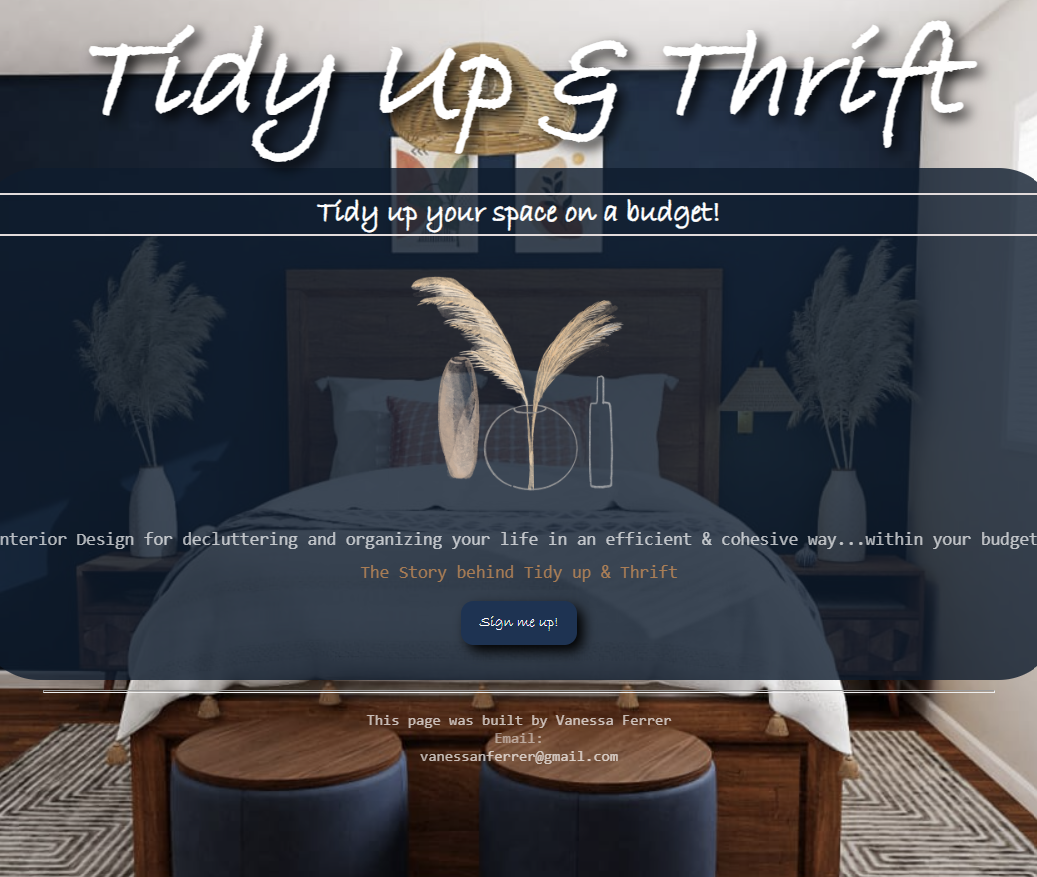 Tidy Up & Thrift
Tidy up your space on a budget!
nterior Design for decluttering and organizing your life in an efficient & cohesive way...within your budget
The Story behind Tidy up & Thrift
Sign me up!
This page was built by Vanessa Ferrer
Email:
vanessanferrer@gmail.com